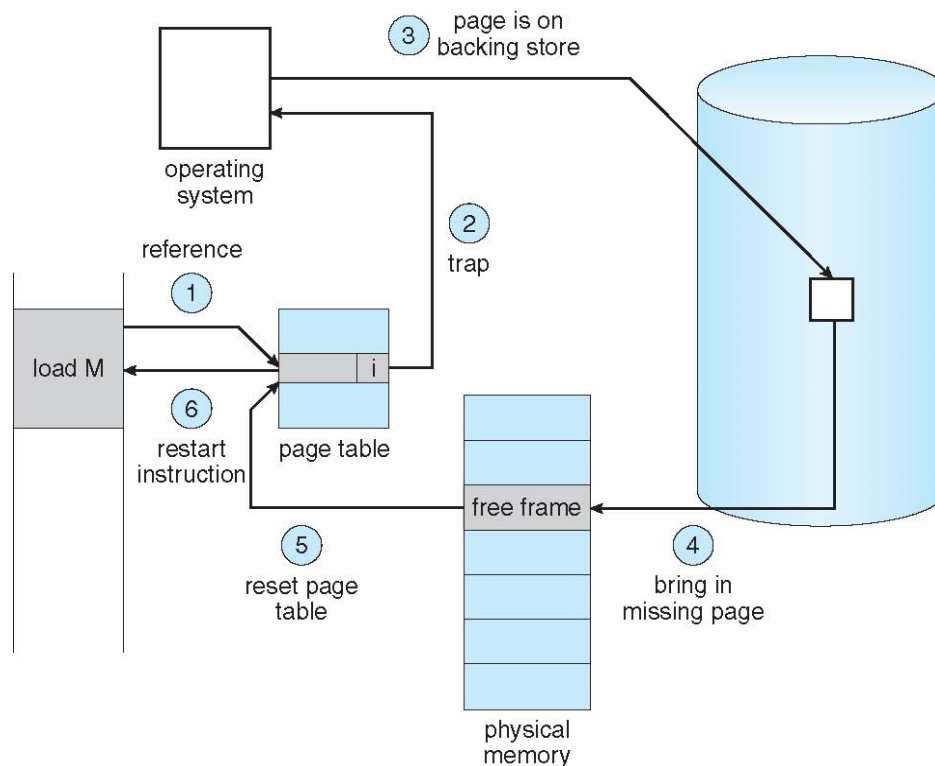 3
page is on
backing store
operating
system
2
trap
reference
1
load M
i
6
restart
instruction
page table
free frame
5
reset page
table
4
bring in
missing page
physical
memory